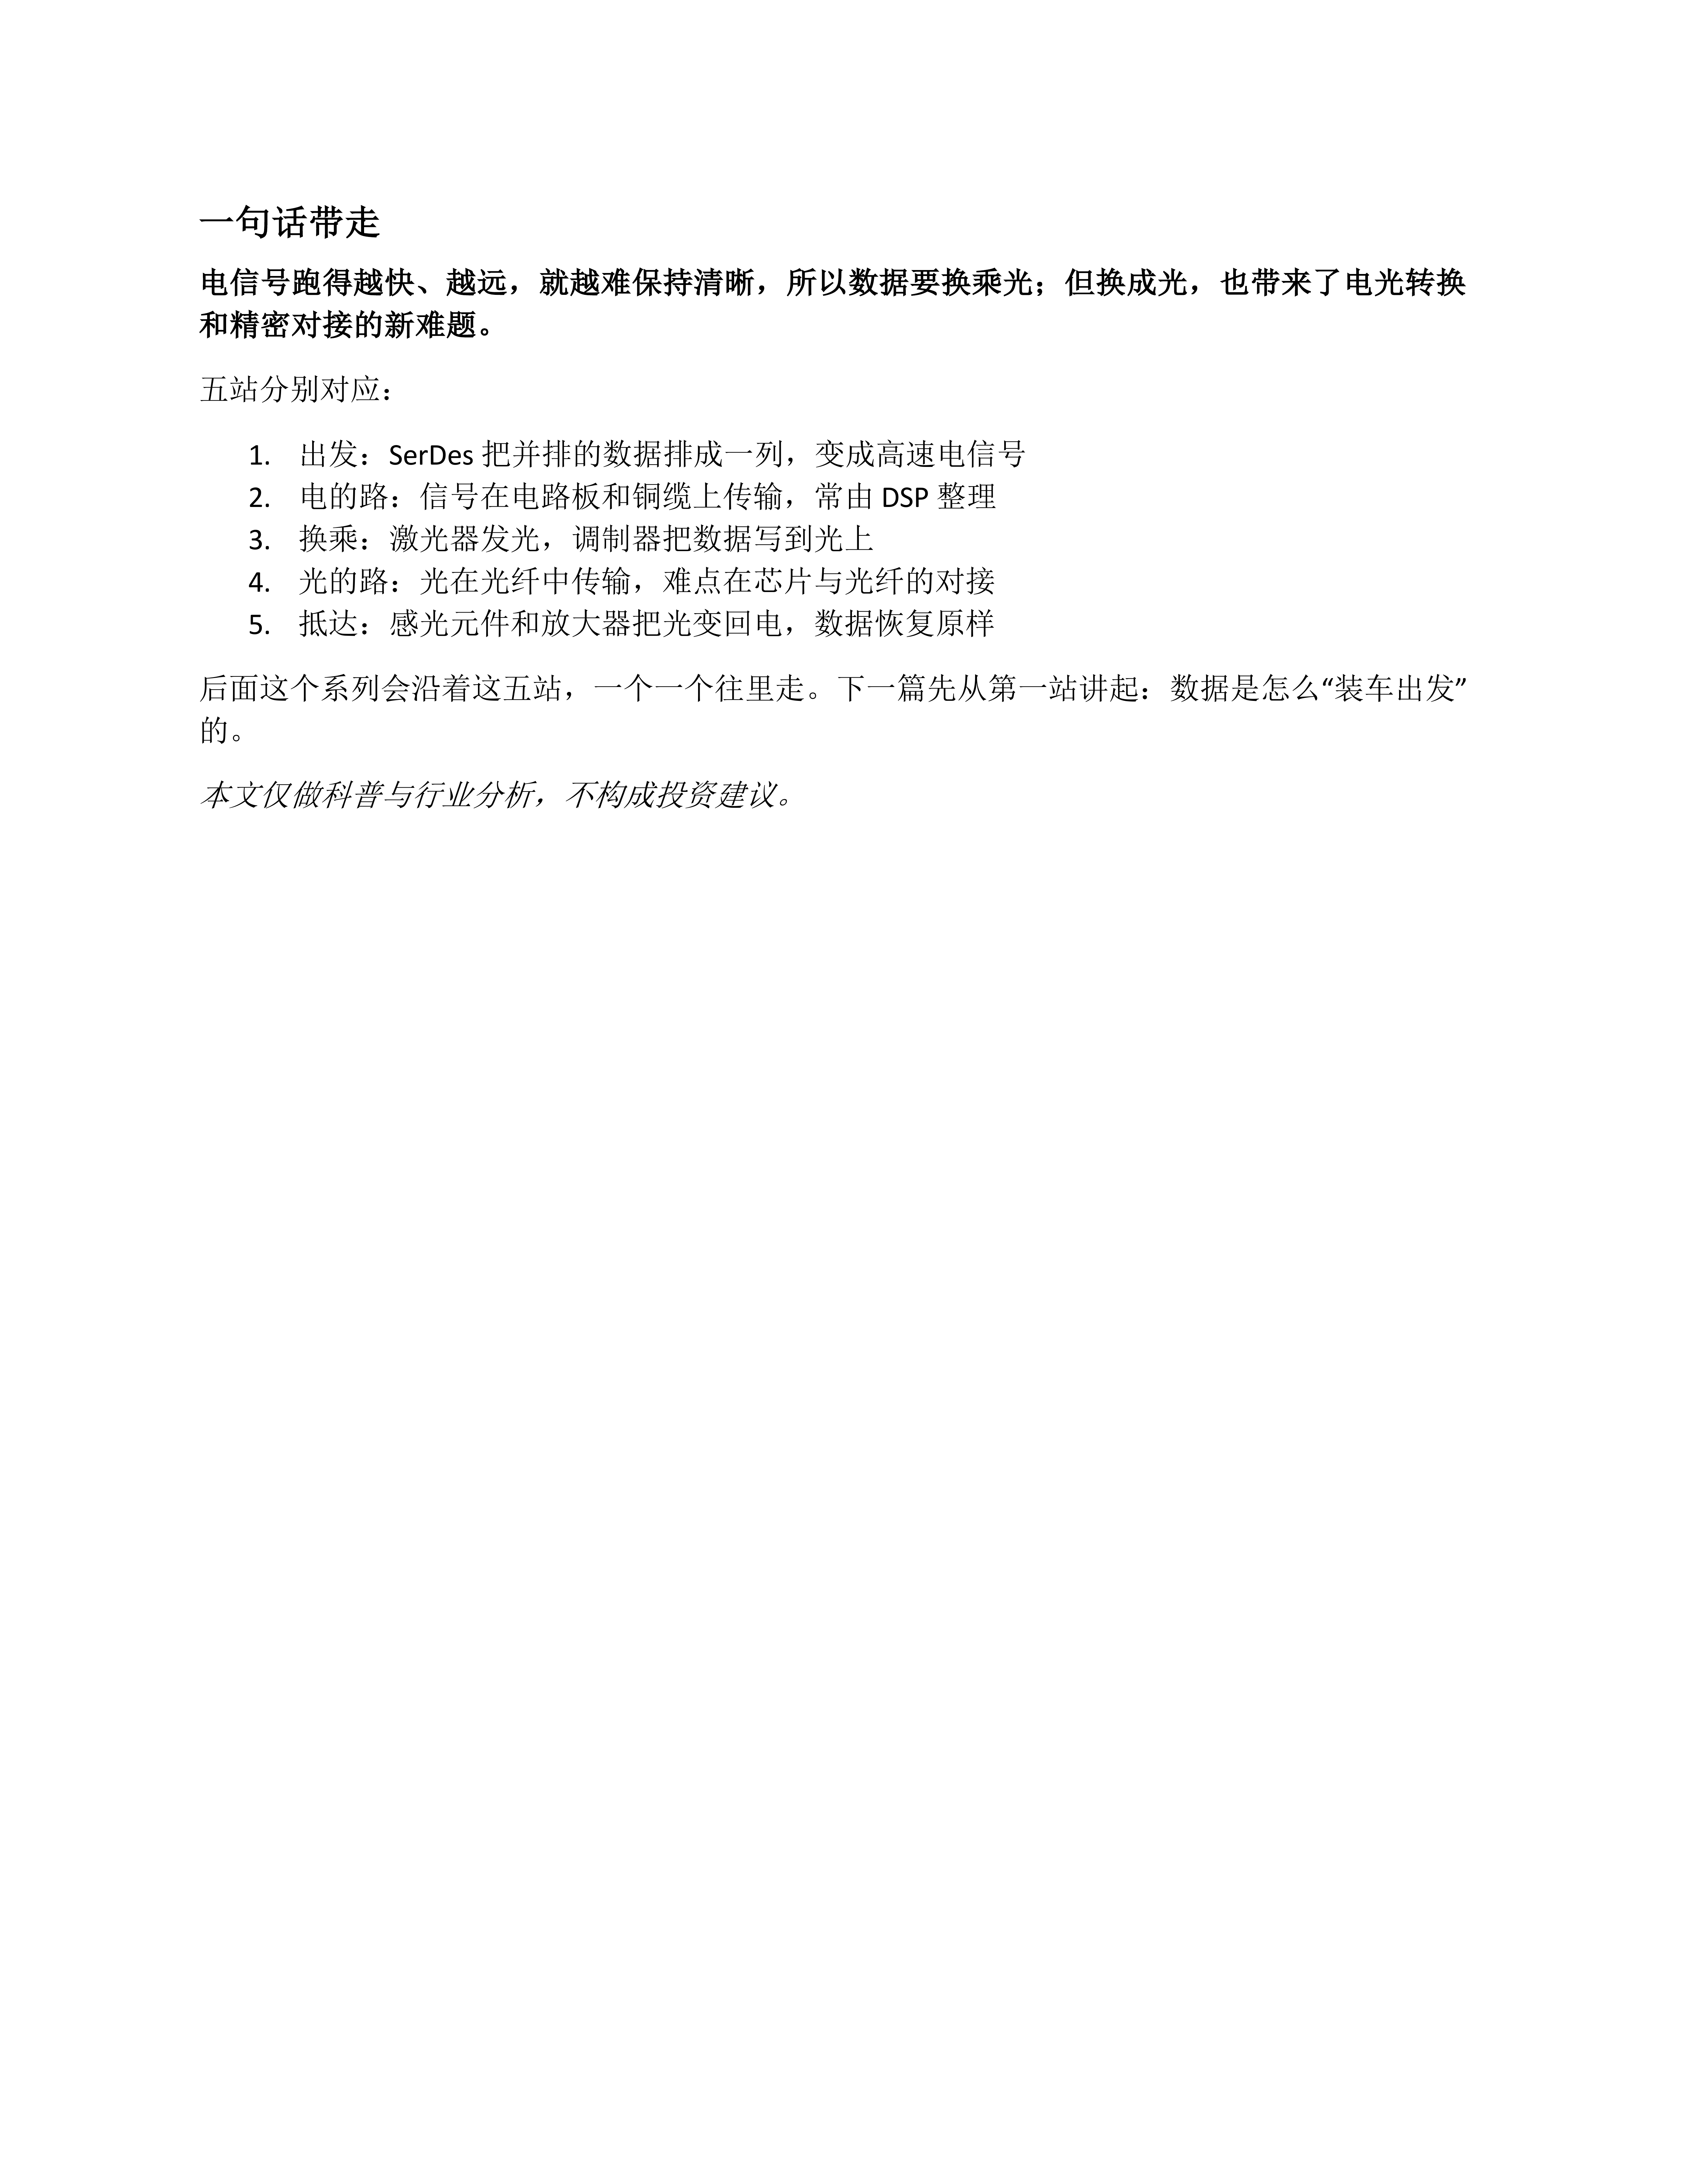 一句话带走
电信号跑得越快、越远，就越难保持清晰，所以数据要换乘光；但换成光，也带来了电光转换
和精密对接的新难题。
五站分别对应：
1. 出发：SerDes 把并排的数据排成一列，变成高速电信号
2. 电的路：信号在电路板和铜缆上传输，常由 DSP 整理
3. 换乘：激光器发光，调制器把数据写到光上
4. 光的路：光在光纤中传输，难点在芯片与光纤的对接
5. 抵达：感光元件和放大器把光变回电，数据恢复原样
后面这个系列会沿着这五站，一个一个往里走。下一篇先从第一站讲起：数据是怎么“装车出发”
的。
本文仅做科普与行业分析，不构成投资建议。